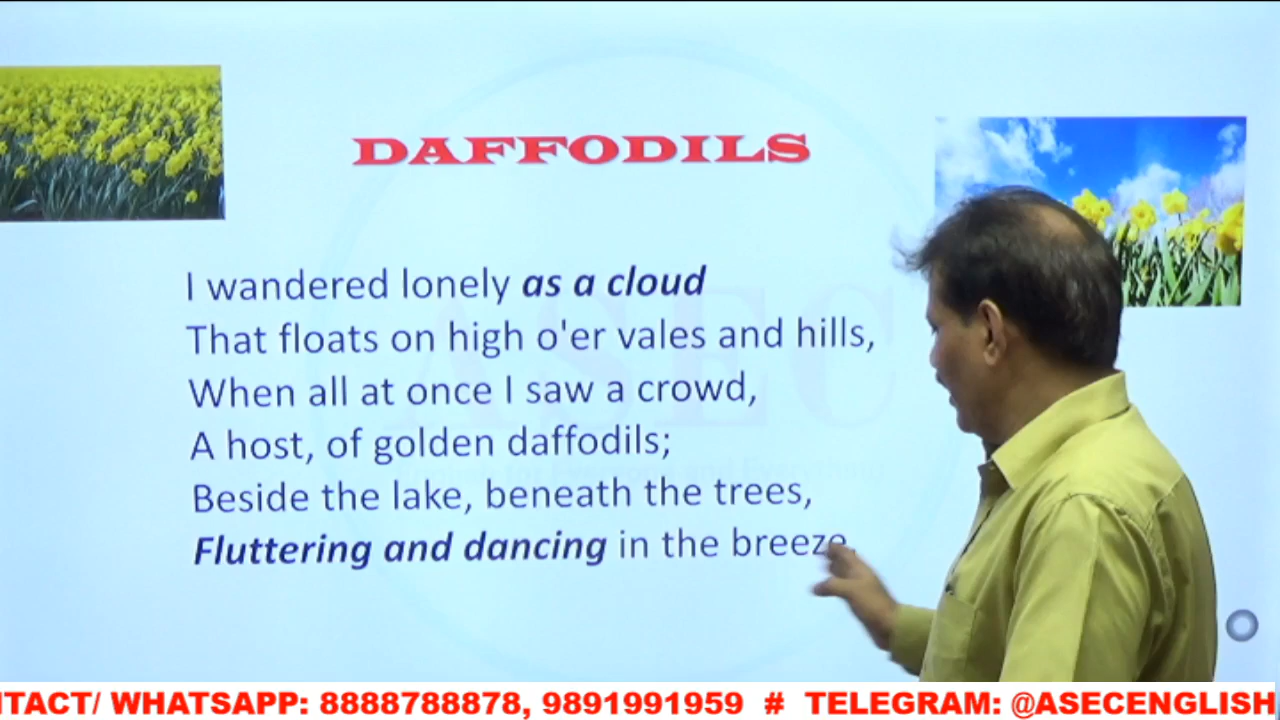 DAFFODILS
I wandered lonely as a cloud
That floats on high o'er vales and hills,
When all at once I saw a crowd,
A host, of golden daffodils;
Beside the lake, beneath the trees,
Fluttering and dancing in the breeze.
ASEC
NTACT/ WHATSAPP: 8888788878, 9891991959 # TELEGRAM: @ASECENGLISH